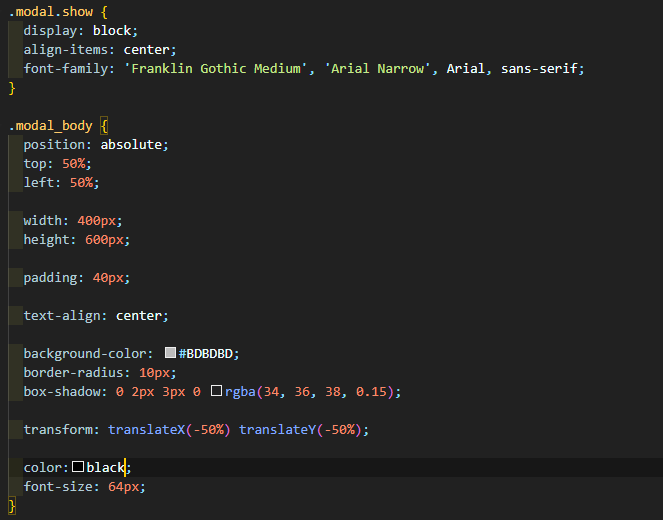 .modal.show {
  display: block;
  align-items: center;
  font-family: 'Franklin Gothic Medium', 'Arial Narrow', Arial, sans-serif;
}
.modal_body {
  position: absolute;
  top: 50%;
  left: 50%;
  width: 400px;
  height: 600px;
  padding: 40px;
  text-align: center;
  background-color: #BDBDBD;
  border-radius: 10px;
  box-shadow: 0 2px 3px 0 rgba(34, 36, 38, 0.15);
  transform: translateX(-50%) translateY(-50%);
  color:black;
  font-size: 64px;
}